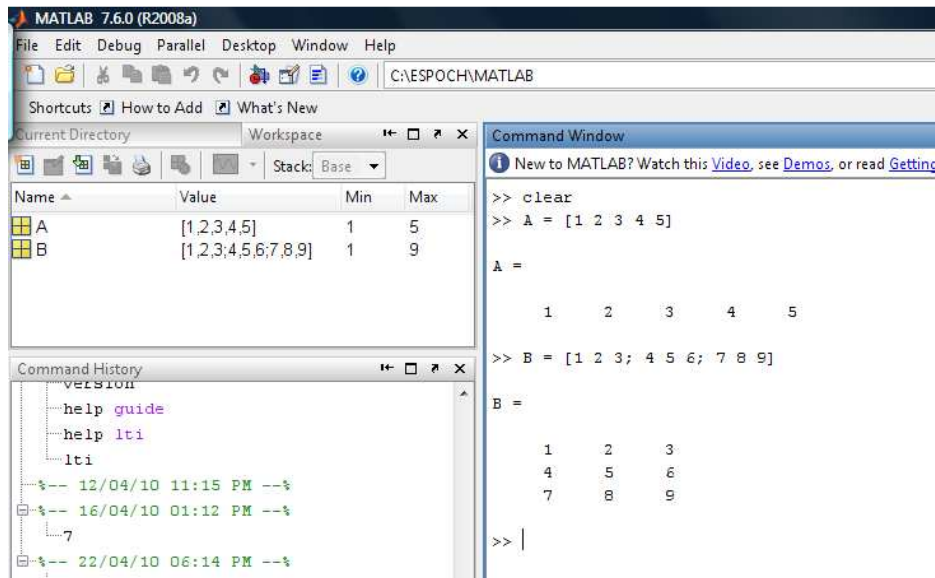 MATLAB 7.6.0 (R2008a)
File Edit Debug Parallel Desktop Window Help
C:\ESPOCH\MATLAB
Shortcuts How to Add What's New
Current Directory Workspace
Stack: Base
Name Value Min Max
A [1,2,3,4,5] 1 5
B [1,2,3;4,5,6;7,8,9] 1 9
Command History
version
help guide
help lti
lti
%-- 12/04/10 11:15 PM --%
%-- 16/04/10 01:12 PM --%
7
%-- 22/04/10 06:14 PM --%
Command Window
New to MATLAB? Watch this Video, see Demos, or read Getting
>> clear
>> A = [1 2 3 4 5]
A =
1 2 3 4 5
>> B = [1 2 3; 4 5 6; 7 8 9]
B =
1 2 3
4 5 6
7 8 9
>>